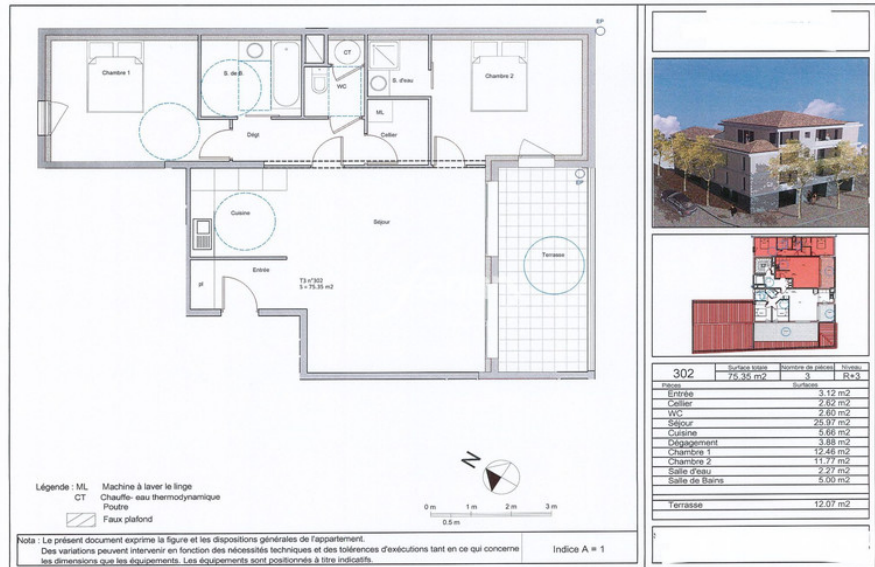 EP
Chambre 1
S. de B.
CT
WC
S. d'eau
Chambre 2
ML
Cellier
Dégt
EP
Cuisine
Séjour
Terrasse
Entrée
pl
T3 n°302
S = 75.35 m2
N
Légende : ML Machine à laver le linge
CT Chauffe- eau thermodynamique
Poutre
Faux plafond
0 m 1 m 2 m 3 m
0.5 m
Nota : Le présent document exprime la figure et les dispositions générales de l'appartement.
Des variations peuvent intervenir en fonction des nécessités techniques et des tolérences d'exécutions tant en ce qui concerne
les dimensions que les équipements. Les équipements sont positionnés à titre indicatifs.
Indice A = 1
302 Surface totale 75.35 m2 Nombre de pièces 3 Niveau R+3
Pièces Surfaces
Entrée 3.12 m2
Cellier 2.62 m2
WC 2.60 m2
Séjour 25.97 m2
Cuisine 5.66 m2
Dégagement 3.88 m2
Chambre 1 12.46 m2
Chambre 2 11.77 m2
Salle d'eau 2.27 m2
Salle de Bains 5.00 m2
Terrasse 12.07 m2